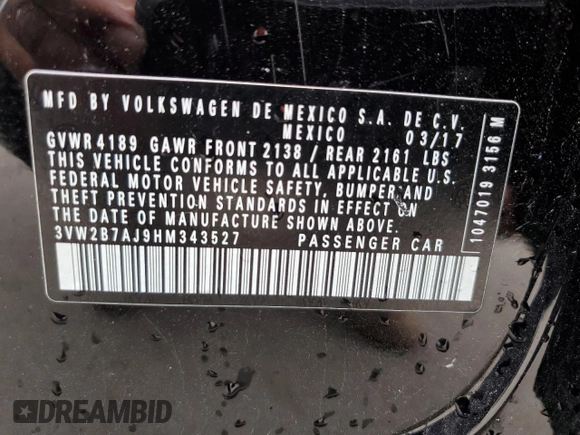 MFD BY VOLKSWAGEN DE MEXICO S.A. DE C.V.
MEXICO 03/17
GVWR 4189 GAWR FRONT 2138 / REAR 2161 LBS
THIS VEHICLE CONFORMS TO ALL APPLICABLE U.S.
FEDERAL MOTOR VEHICLE SAFETY, BUMPER AND
THEFT PREVENTION STANDARDS IN EFFECT ON
THE DATE OF MANUFACTURE SHOWN ABOVE.
3VW2B7AJ9HM343527 PASSENGER CAR
1047019 3156 M
DREAMBID